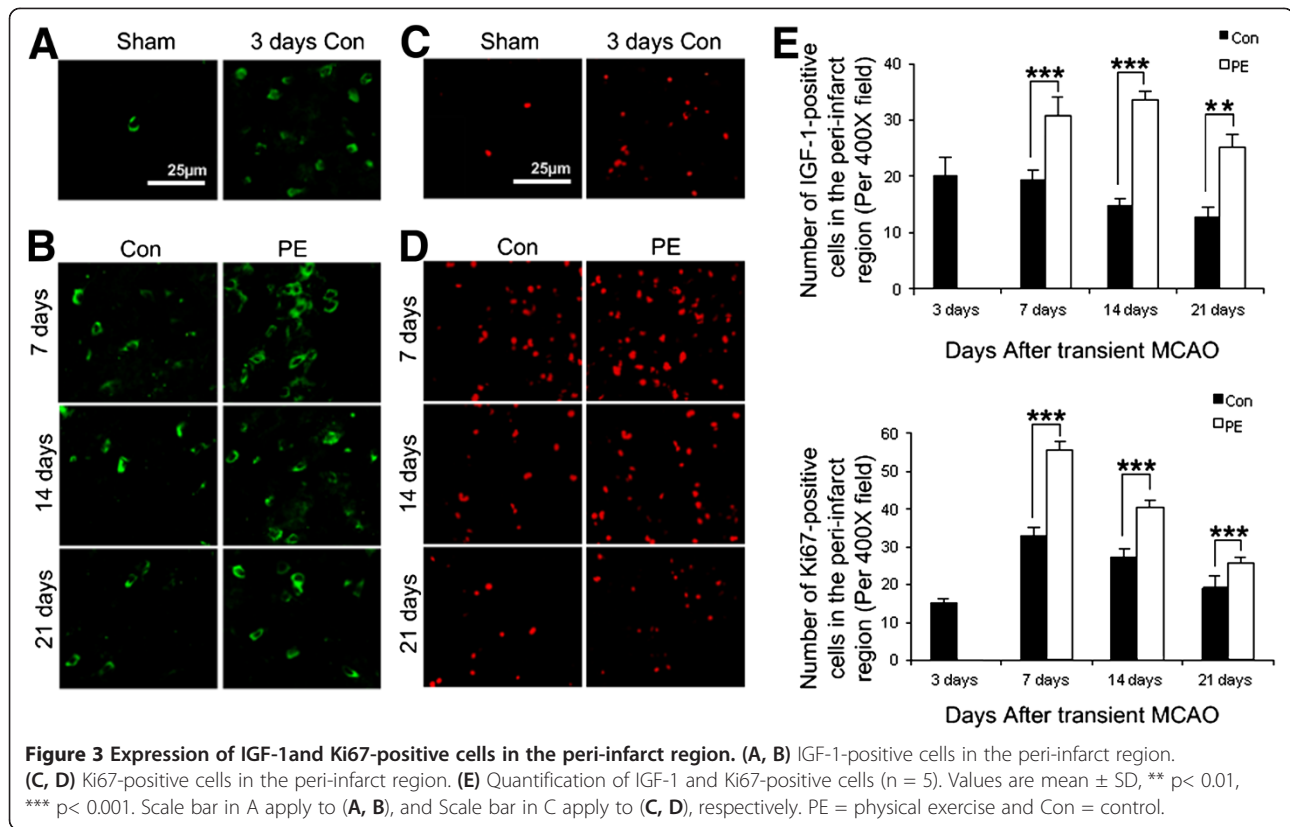 A
Sham
3 days Con
25µm
B
Con
PE
7 days
14 days
21 days
C
Sham
3 days Con
25µm
D
Con
PE
7 days
14 days
21 days
E
Con
PE
Number of IGF-1-positive
cells in the peri-infarct
region (Per 400X field)
40
30
20
10
0
***
***
**
3 days
7 days
14 days
21 days
Days After transient MCAO
Con
PE
Number of Ki67-positive
cells in the peri-infarct
region (Per 400X field)
60
50
40
30
20
10
0
***
***
***
3 days
7 days
14 days
21 days
Days After transient MCAO
Figure 3 Expression of IGF-1and Ki67-positive cells in the peri-infarct region. (A, B) IGF-1-positive cells in the peri-infarct region.
(C, D) Ki67-positive cells in the peri-infarct region. (E) Quantification of IGF-1 and Ki67-positive cells (n = 5). Values are mean ± SD, ** p< 0.01,
*** p< 0.001. Scale bar in A apply to (A, B), and Scale bar in C apply to (C, D), respectively. PE = physical exercise and Con = control.